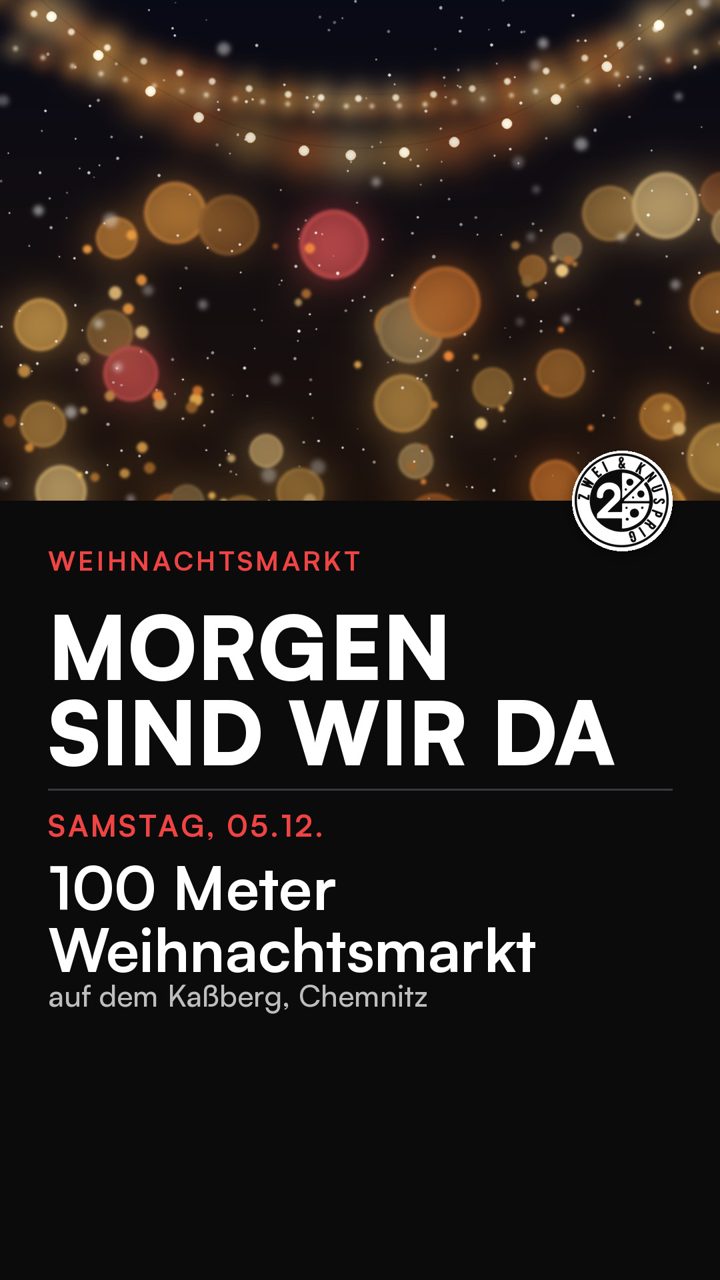 ZWEI & KNUSPRIG
2
WEIHNACHTSMARKT
MORGEN
SIND WIR DA
SAMSTAG, 05.12.
100 Meter
Weihnachtsmarkt
auf dem Kaßberg, Chemnitz